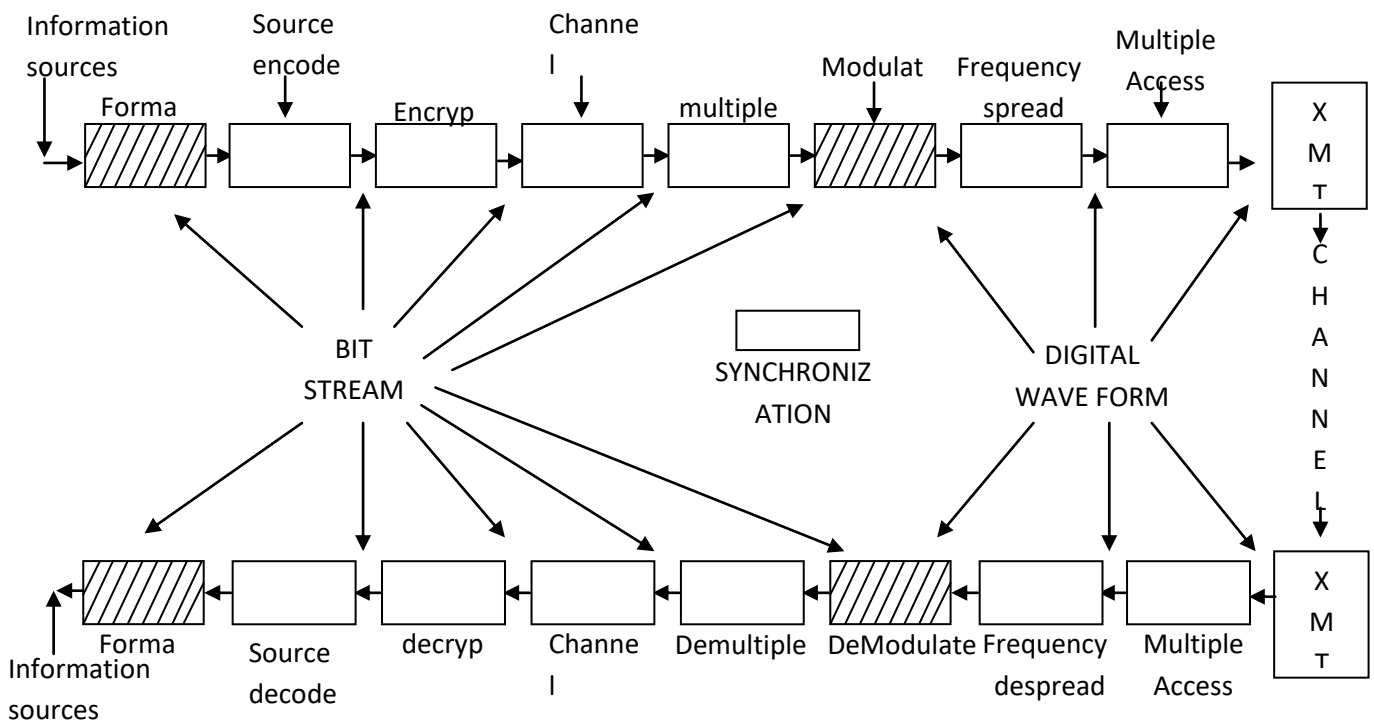 Information
sources
Source
encode
Channe
l
Modulat
Frequency
spread
Multiple
Access
Forma
Encryp
multiple
X
M
T
C
H
A
N
N
E
L
BIT
STREAM
SYNCHRONIZ
ATION
DIGITAL
WAVE FORM
X
M
T
Forma
Source
decode
decryp
Channe
l
Demultiple
DeModulate
Frequency
despread
Multiple
Access
Information
sources